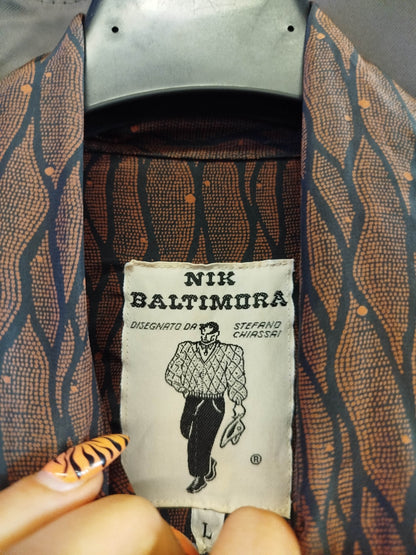 NIK
BALTIMORA
DISEGNATO DA STEFANO
CHIASSAI
®
L